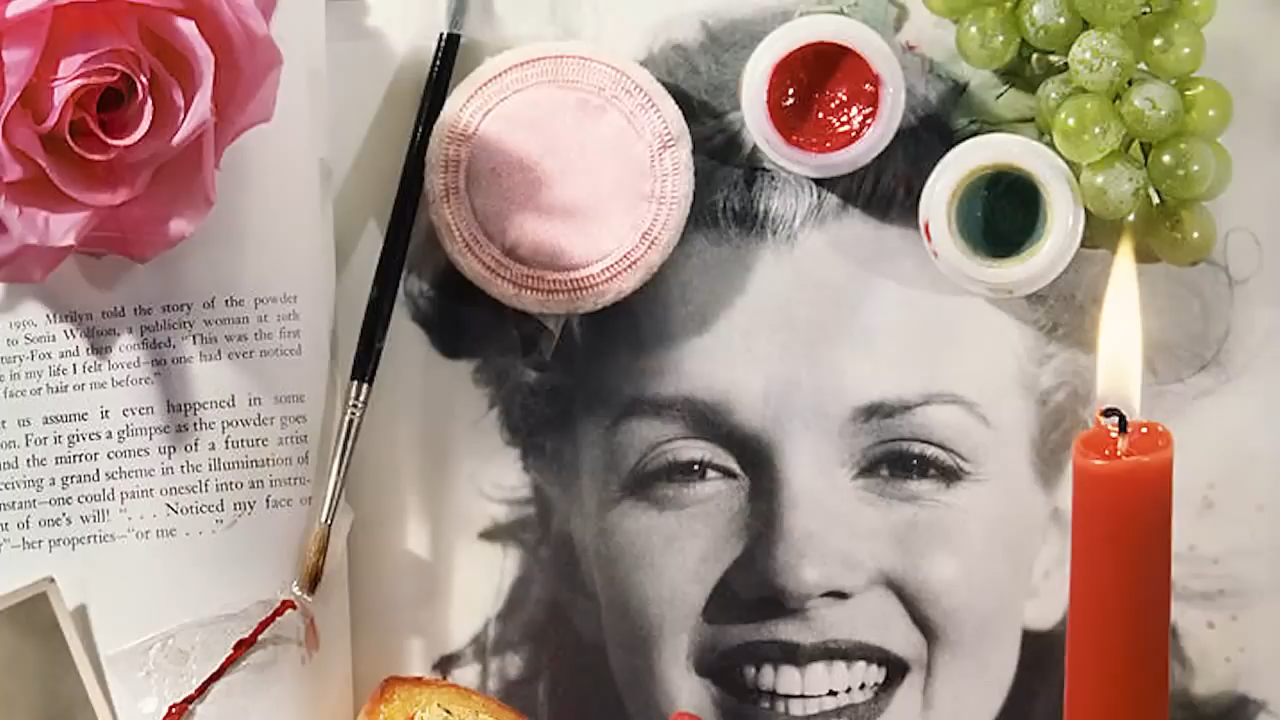 1950, Marilyn told the story of the powder
to Sonia Wolfson, a publicity woman at 20th
tury-Fox and then confided, "This was the first
e in my life I felt loved—no one had ever noticed
face or hair or me before."
t us assume it even happened in some
on. For it gives a glimpse as the powder goes
nd the mirror comes up of a future artist
ceiving a grand scheme in the illumination of
nstant—one could paint oneself into an instru-
nt of one's will! ". . . Noticed my face or
r"—her properties—"or me . . ."